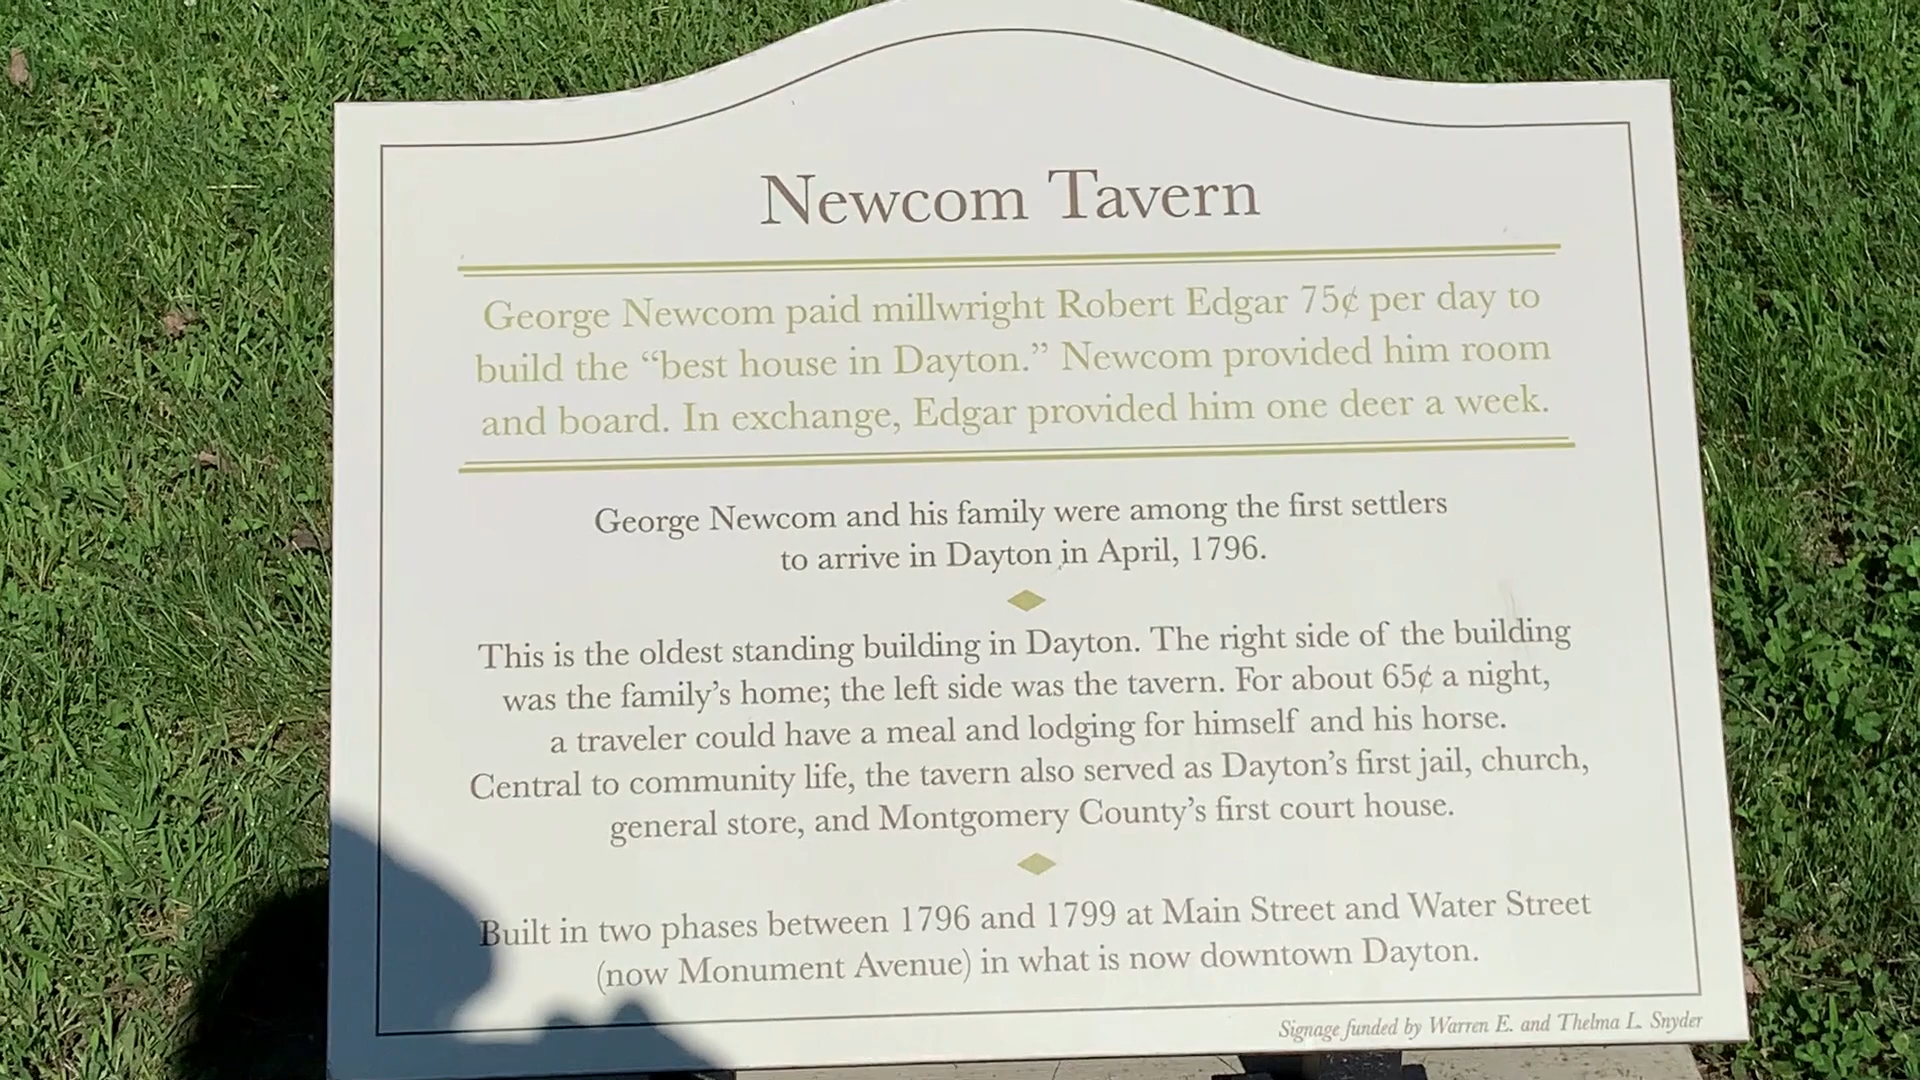 Newcom Tavern
George Newcom paid millwright Robert Edgar 75¢ per day to
build the “best house in Dayton.” Newcom provided him room
and board. In exchange, Edgar provided him one deer a week.
George Newcom and his family were among the first settlers
to arrive in Dayton in April, 1796.
This is the oldest standing building in Dayton. The right side of the building
was the family’s home; the left side was the tavern. For about 65¢ a night,
a traveler could have a meal and lodging for himself and his horse.
Central to community life, the tavern also served as Dayton’s first jail, church,
general store, and Montgomery County’s first court house.
Built in two phases between 1796 and 1799 at Main Street and Water Street
(now Monument Avenue) in what is now downtown Dayton.
Signage funded by Warren E. and Thelma L. Snyder